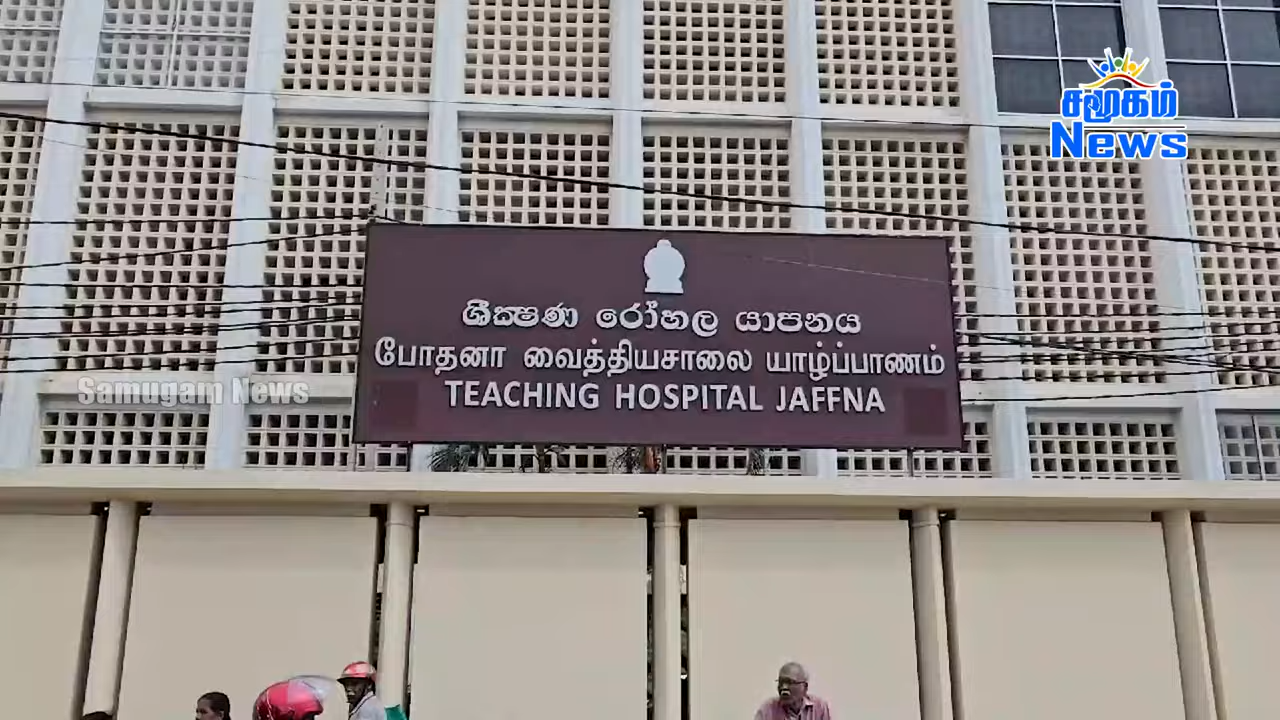 சமூகம்
News
ශික්ෂණ රෝහල යාපනය
போதனா வைத்தியசாலை யாழ்ப்பாணம்
TEACHING HOSPITAL JAFFNA
Samugam News